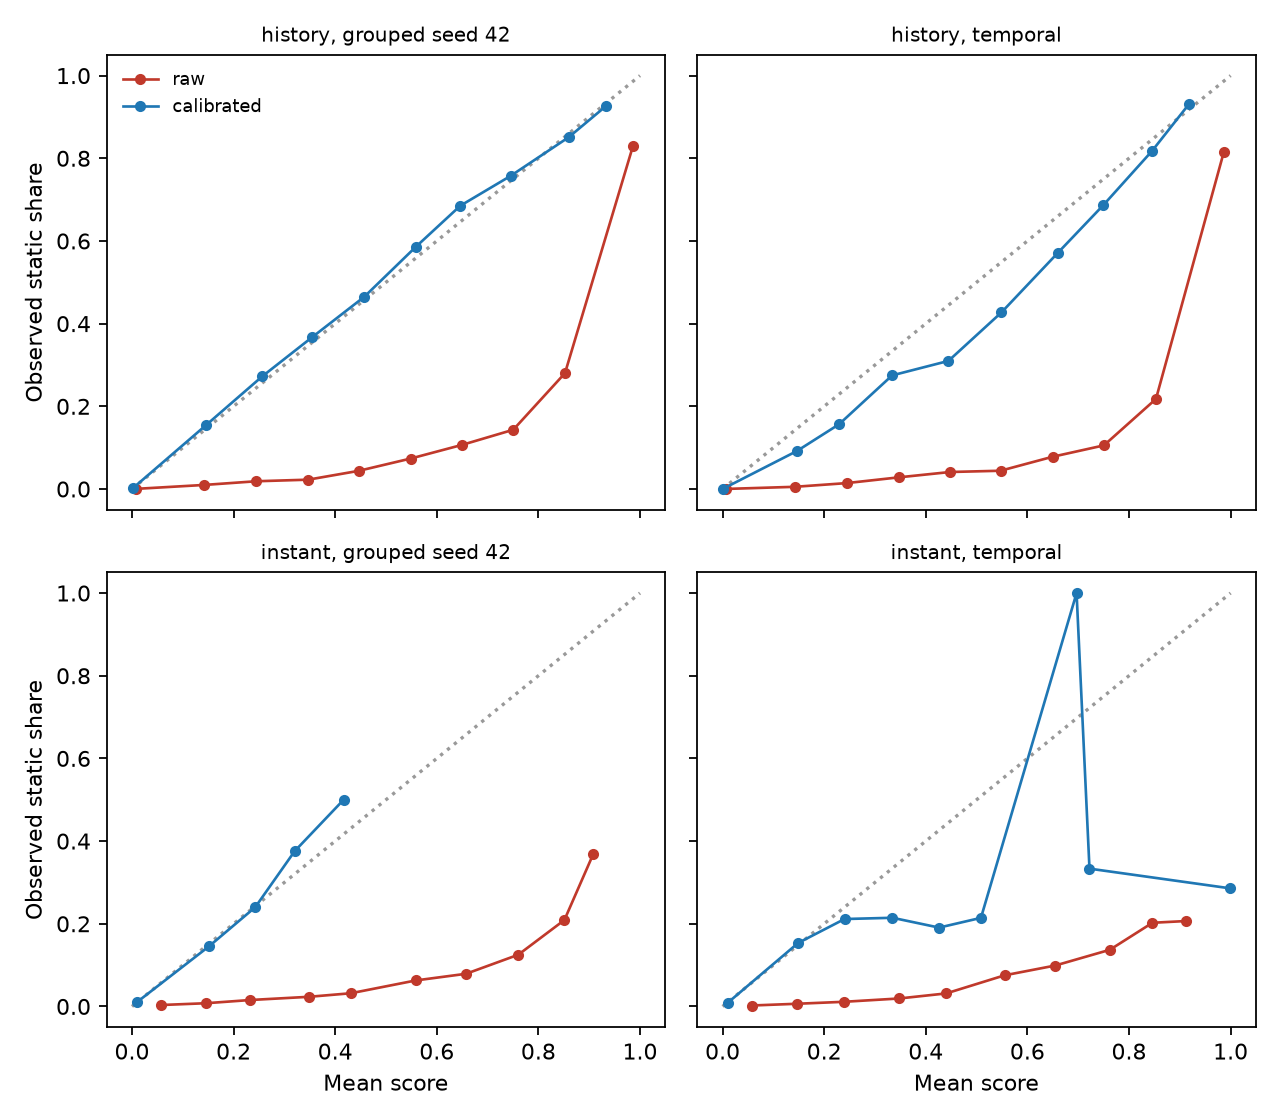 history, grouped seed 42
history, temporal
raw
calibrated
1.0
0.8
0.6
0.4
0.2
0.0
Observed static share
instant, grouped seed 42
instant, temporal
1.0
0.8
0.6
0.4
0.2
0.0
Observed static share
0.0 0.2 0.4 0.6 0.8 1.0
0.0 0.2 0.4 0.6 0.8 1.0
Mean score
Mean score